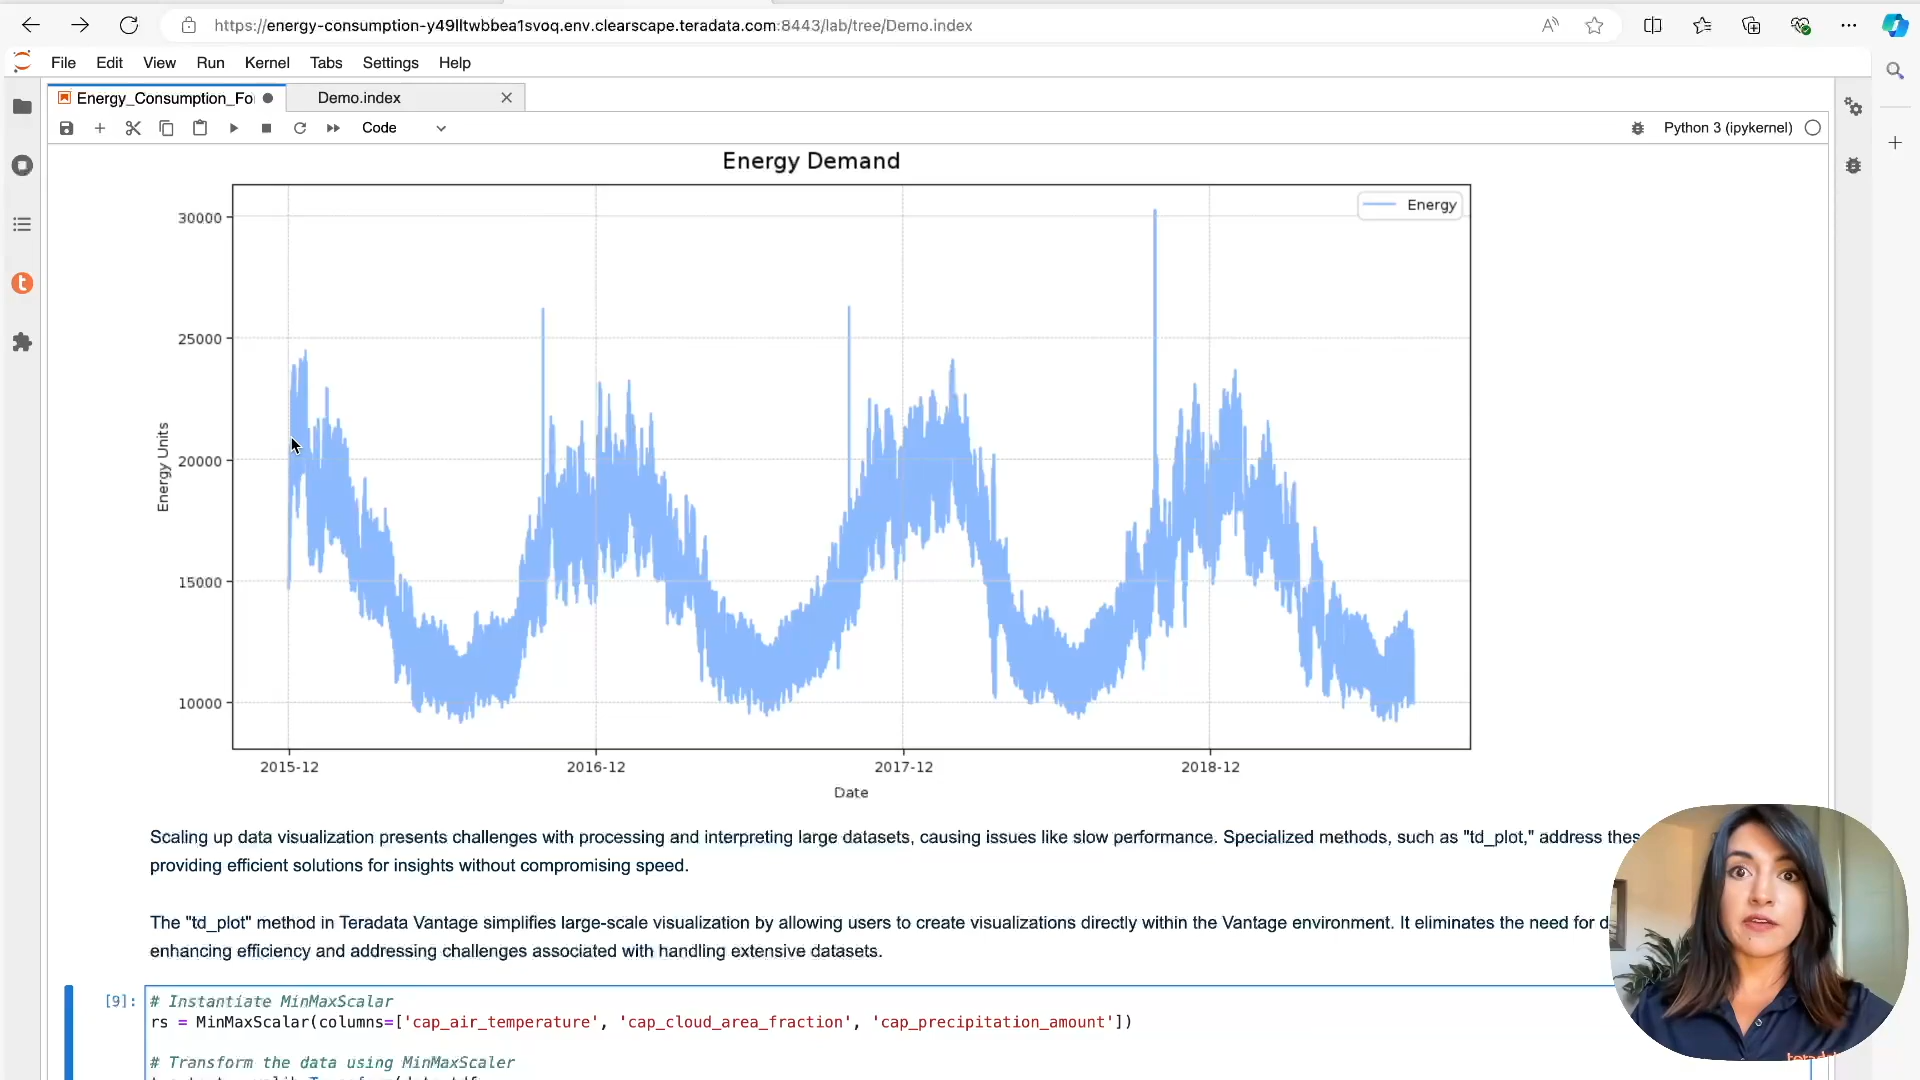 https://energy-consumption-y49lltwbbea1svoq.env.clearscape.teradata.com:8443/lab/tree/Demo.index
File Edit View Run Kernel Tabs Settings Help
Energy_Consumption_Fo
Demo.index
Code
Python 3 (ipykernel)
Energy Demand
Energy
30000
25000
20000
15000
10000
Energy Units
2015-12
2016-12
2017-12
2018-12
Date
Scaling up data visualization presents challenges with processing and interpreting large datasets, causing issues like slow performance. Specialized methods, such as "td_plot," address thes
providing efficient solutions for insights without compromising speed.
The "td_plot" method in Teradata Vantage simplifies large-scale visualization by allowing users to create visualizations directly within the Vantage environment. It eliminates the need for d
enhancing efficiency and addressing challenges associated with handling extensive datasets.
[9]: # Instantiate MinMaxScalar
rs = MinMaxScalar(columns=['cap_air_temperature', 'cap_cloud_area_fraction', 'cap_precipitation_amount'])
# Transform the data using MinMaxScaler